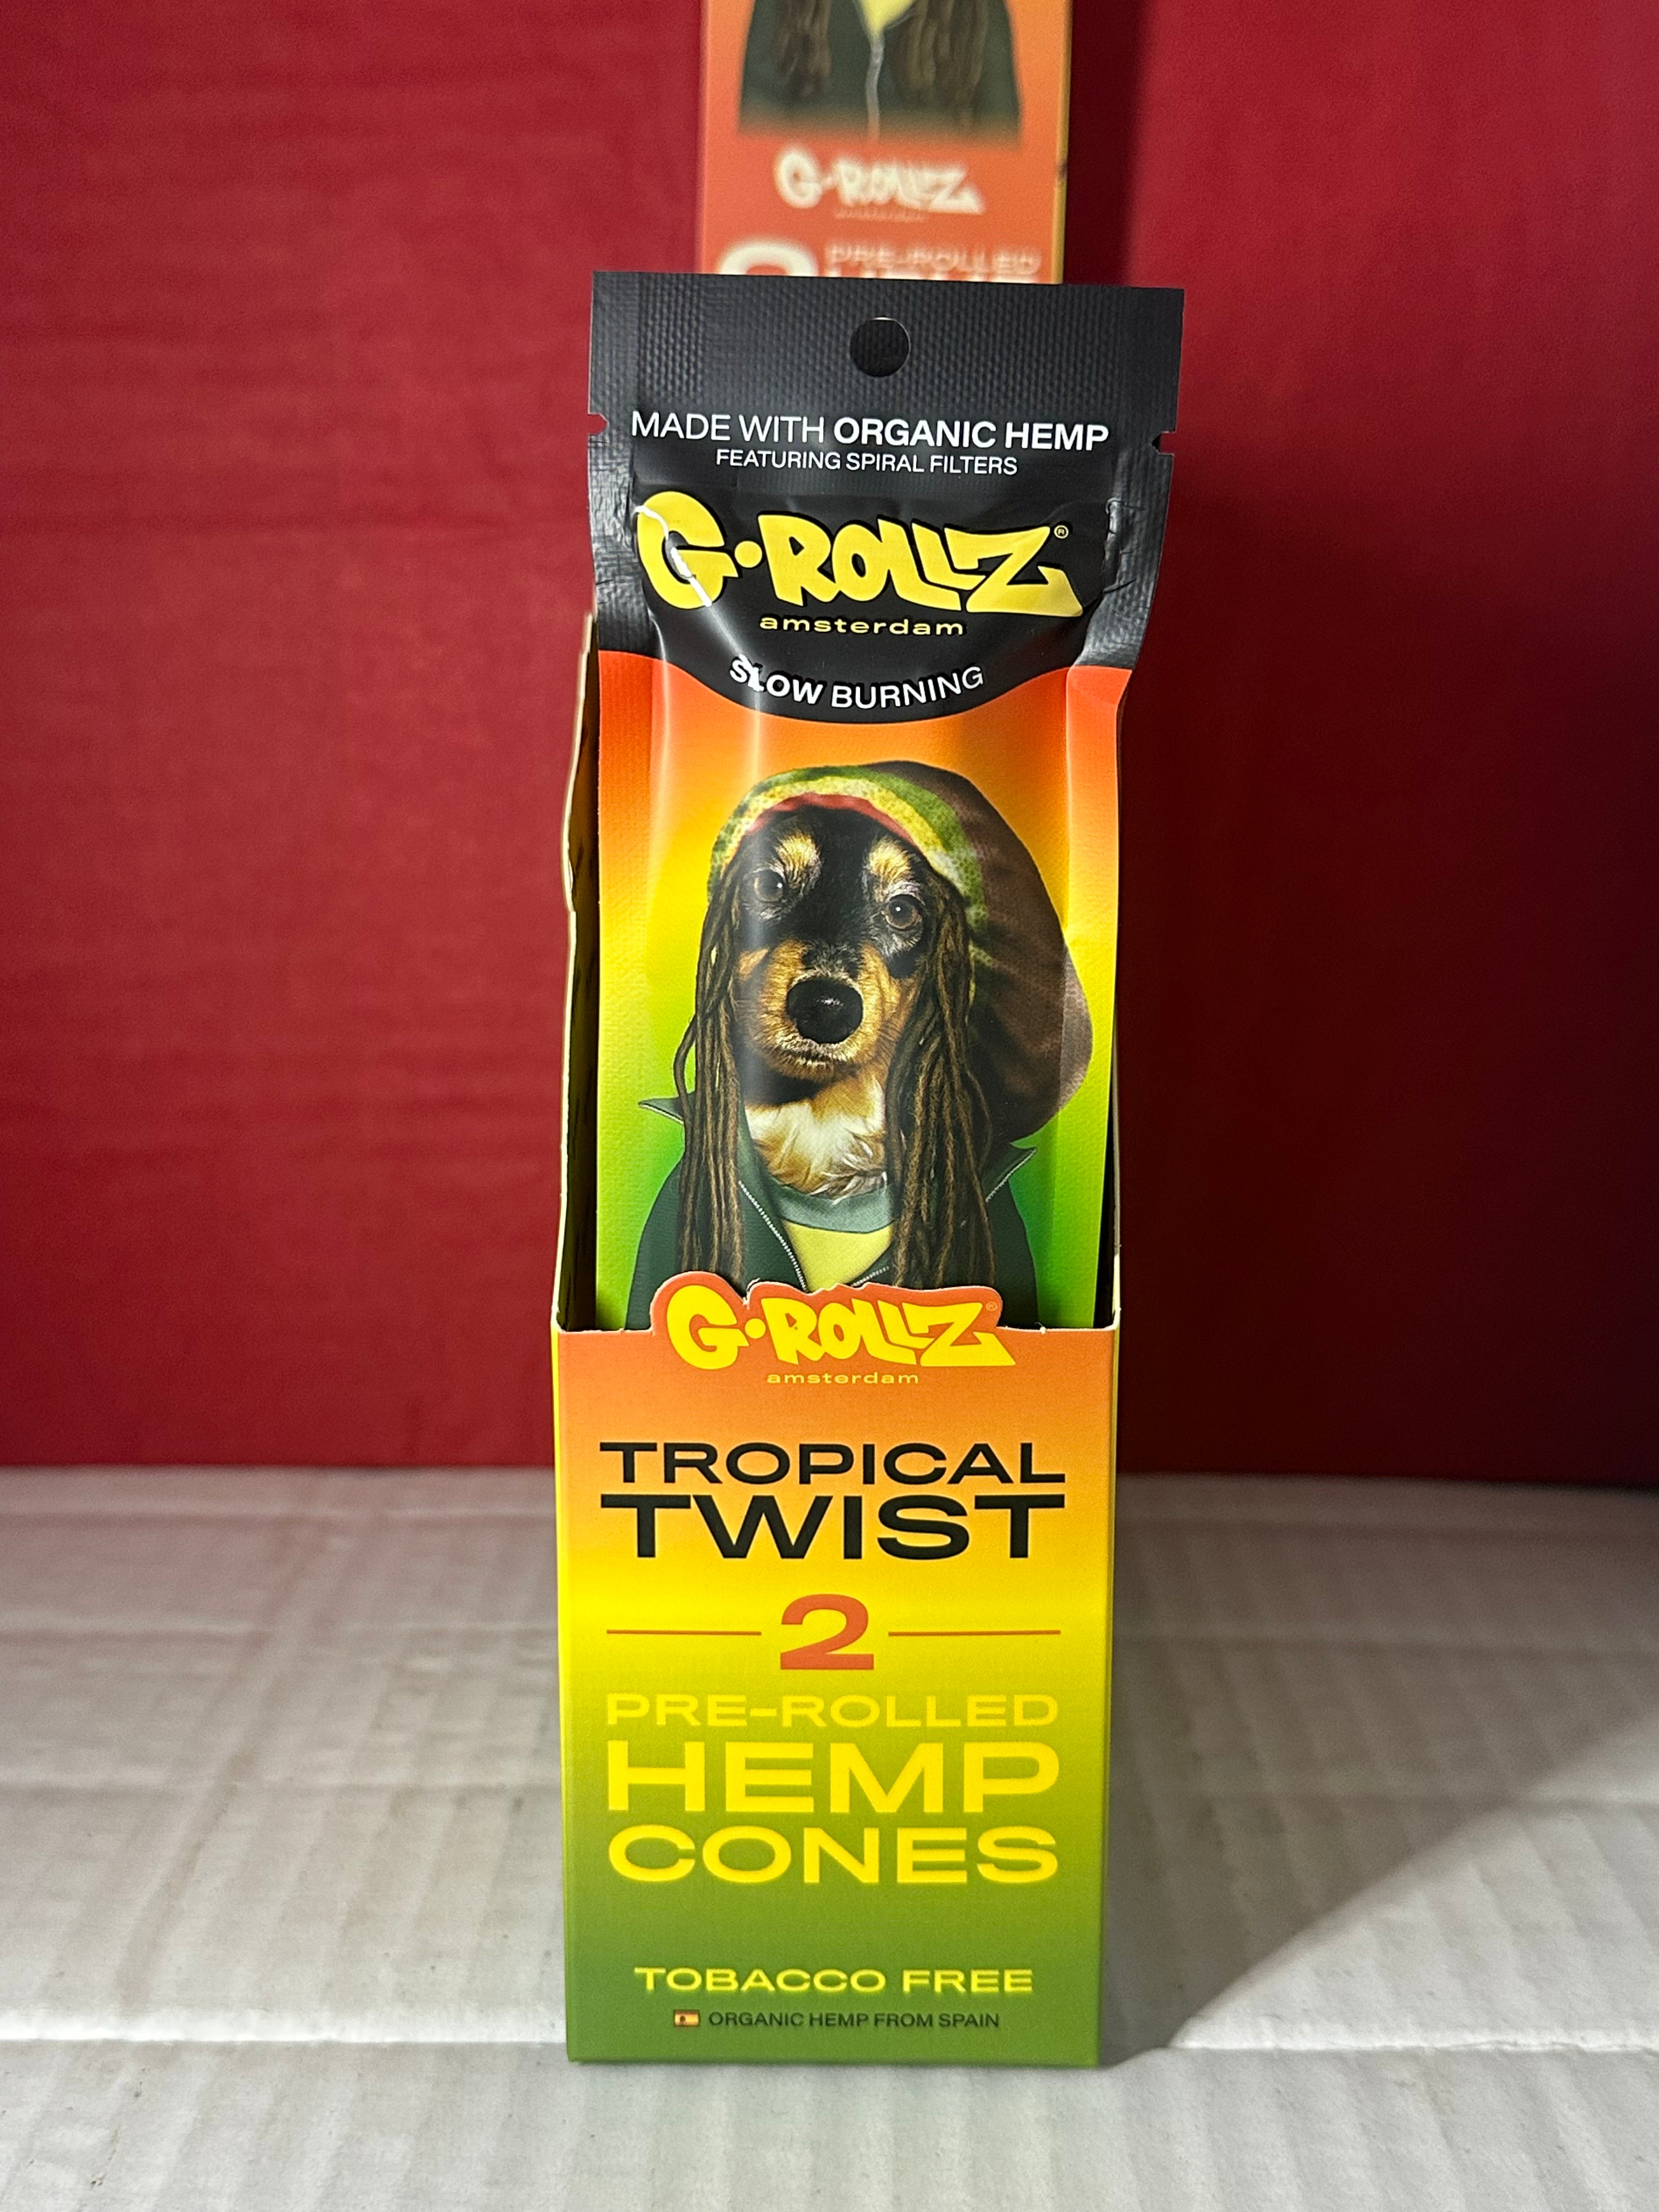 G·ROLLZ
PRE-ROLLED
MADE WITH ORGANIC HEMP
FEATURING SPIRAL FILTERS
G·ROLLZ®
amsterdam
SLOW BURNING
G·ROLLZ®
amsterdam
TROPICAL
TWIST
2
PRE-ROLLED
HEMP
CONES
TOBACCO FREE
ORGANIC HEMP FROM SPAIN